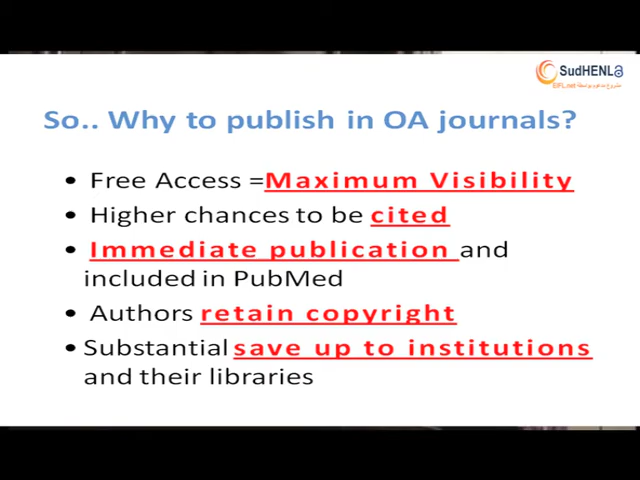 SudHENL
So.. Why to publish in OA journals?
• Free Access =Maximum Visibility
• Higher chances to be cited
• Immediate publication and
included in PubMed
• Authors retain copyright
• Substantial save up to institutions
and their libraries